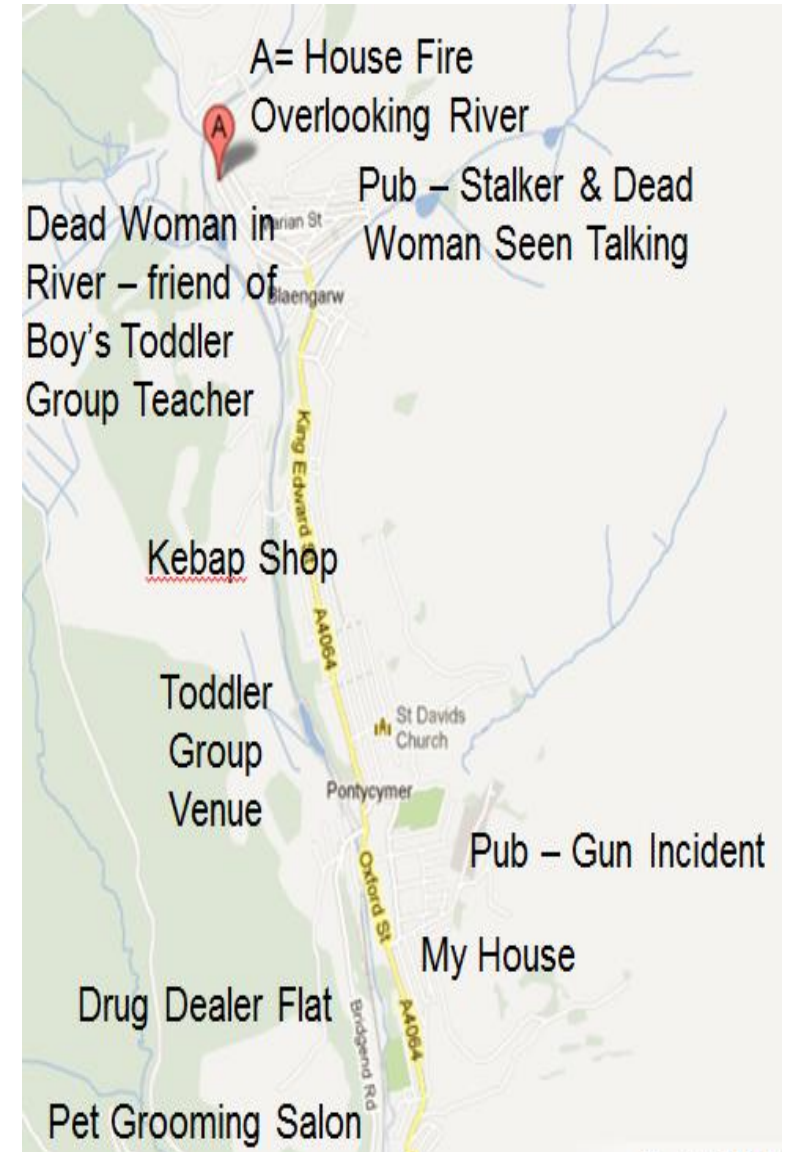 A= House Fire
Overlooking River
A
Pub – Stalker & Dead
Woman Seen Talking
Dead Woman in
River – friend of
Boy's Toddler
Group Teacher
Marian St
Blaengarw
King Edward St
Kebap Shop
A4064
Toddler
Group
Venue
St Davids
Church
Pontycymer
Pub – Gun Incident
Oxford St
My House
Drug Dealer Flat
Bridgend Rd
A4064
Pet Grooming Salon